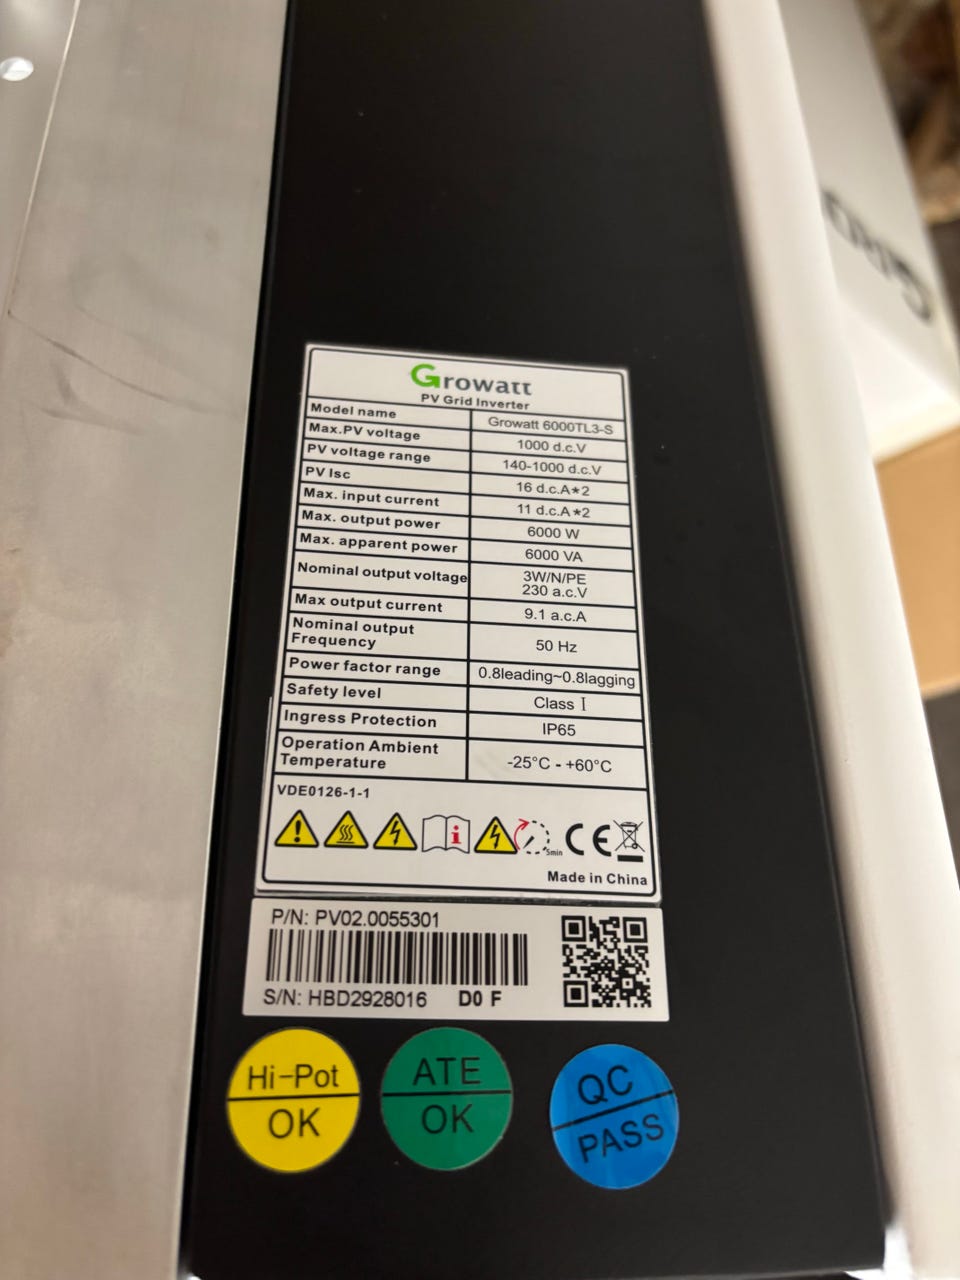 Growatt
PV Grid Inverter
Model name Growatt 6000TL3-S
Max.PV voltage 1000 d.c.V
PV voltage range 140-1000 d.c.V
PV Isc 16 d.c.A*2
Max. input current 11 d.c.A*2
Max. output power 6000 W
Max. apparent power 6000 VA
Nominal output voltage 3W/N/PE
230 a.c.V
Max output current 9.1 a.c.A
Nominal output
Frequency 50 Hz
Power factor range 0.8leading~0.8lagging
Safety level Class I
Ingress Protection IP65
Operation Ambient
Temperature -25°C - +60°C
VDE0126-1-1
5min
CE
Made in China
P/N: PV02.0055301
S/N: HBD2928016 D0 F
Hi-Pot
OK
ATE
OK
QC
PASS